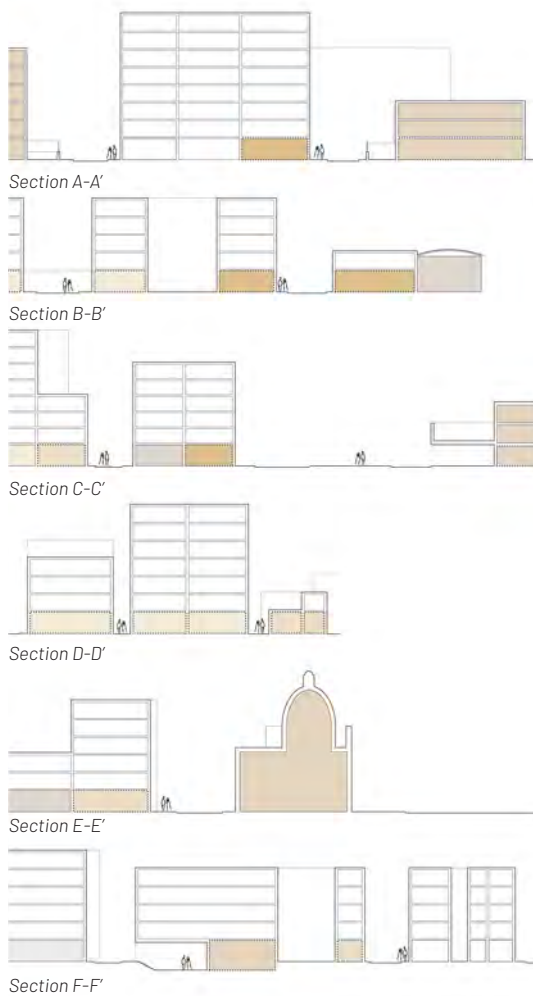 Section A-A'
Section B-B'
Section C-C'
Section D-D'
Section E-E'
Section F-F'